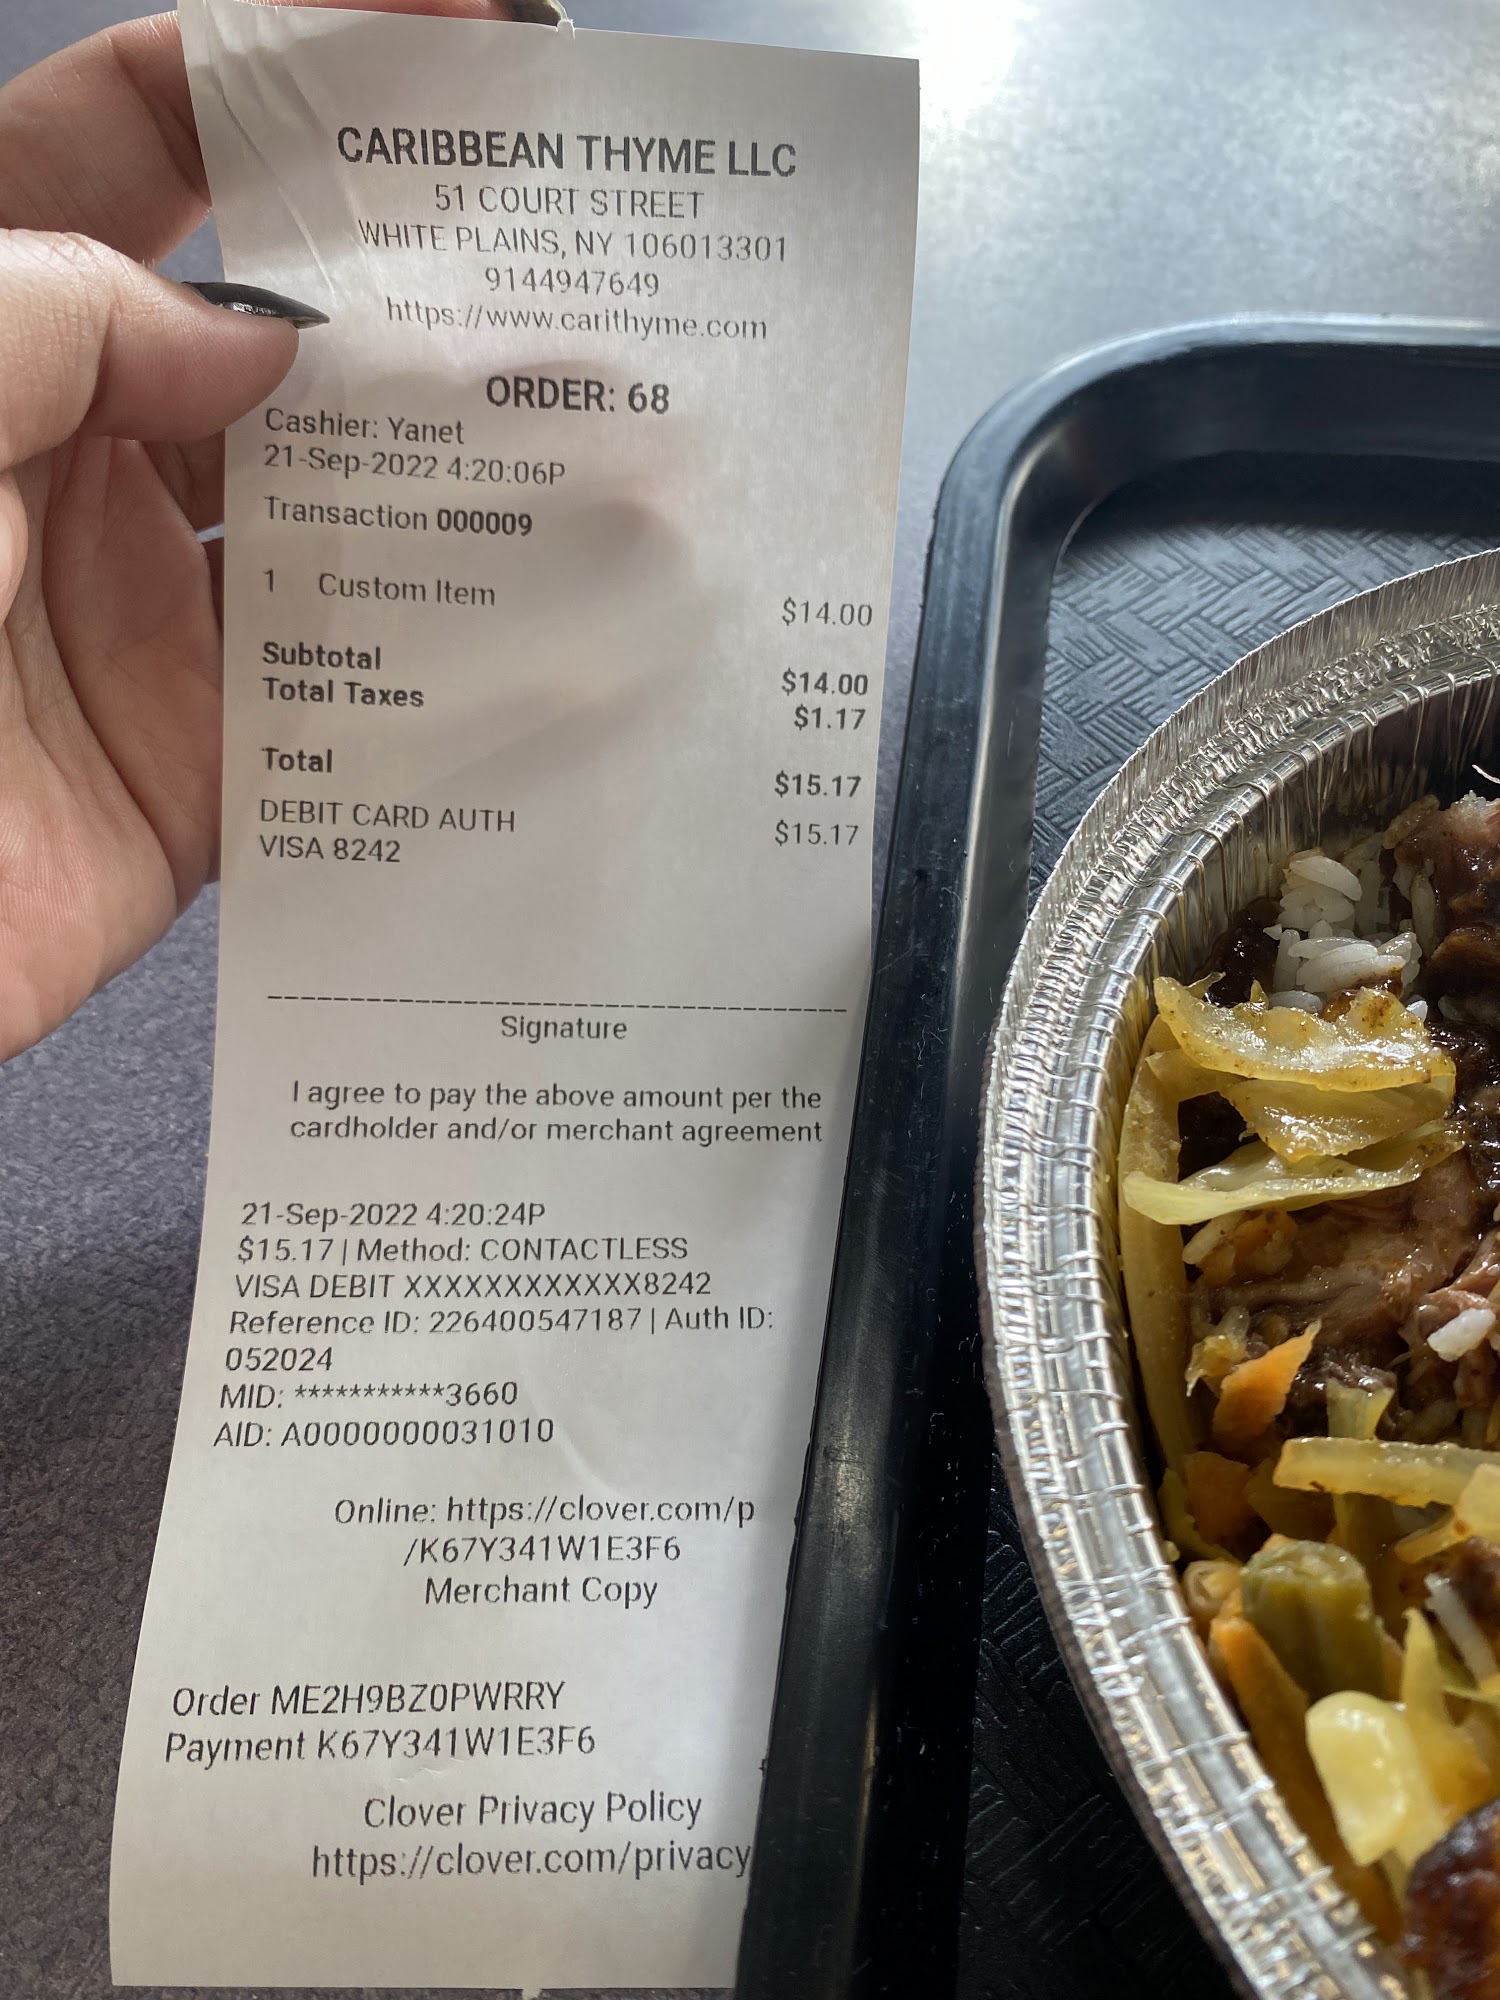 CARIBBEAN THYME LLC
51 COURT STREET
WHITE PLAINS, NY 106013301
9144947649
https://www.carithyme.com
ORDER: 68
Cashier: Yanet
21-Sep-2022 4:20:06P
Transaction 000009
1 Custom Item $14.00
Subtotal $14.00
Total Taxes $1.17
Total $15.17
DEBIT CARD AUTH $15.17
VISA 8242
Signature
I agree to pay the above amount per the
cardholder and/or merchant agreement
21-Sep-2022 4:20:24P
$15.17 | Method: CONTACTLESS
VISA DEBIT XXXXXXXXXXXX8242
Reference ID: 226400547187 | Auth ID:
052024
MID: ***********3660
AID: A0000000031010
Online: https://clover.com/p
/K67Y341W1E3F6
Merchant Copy
Order ME2H9BZ0PWRRY
Payment K67Y341W1E3F6
Clover Privacy Policy
https://clover.com/privacy